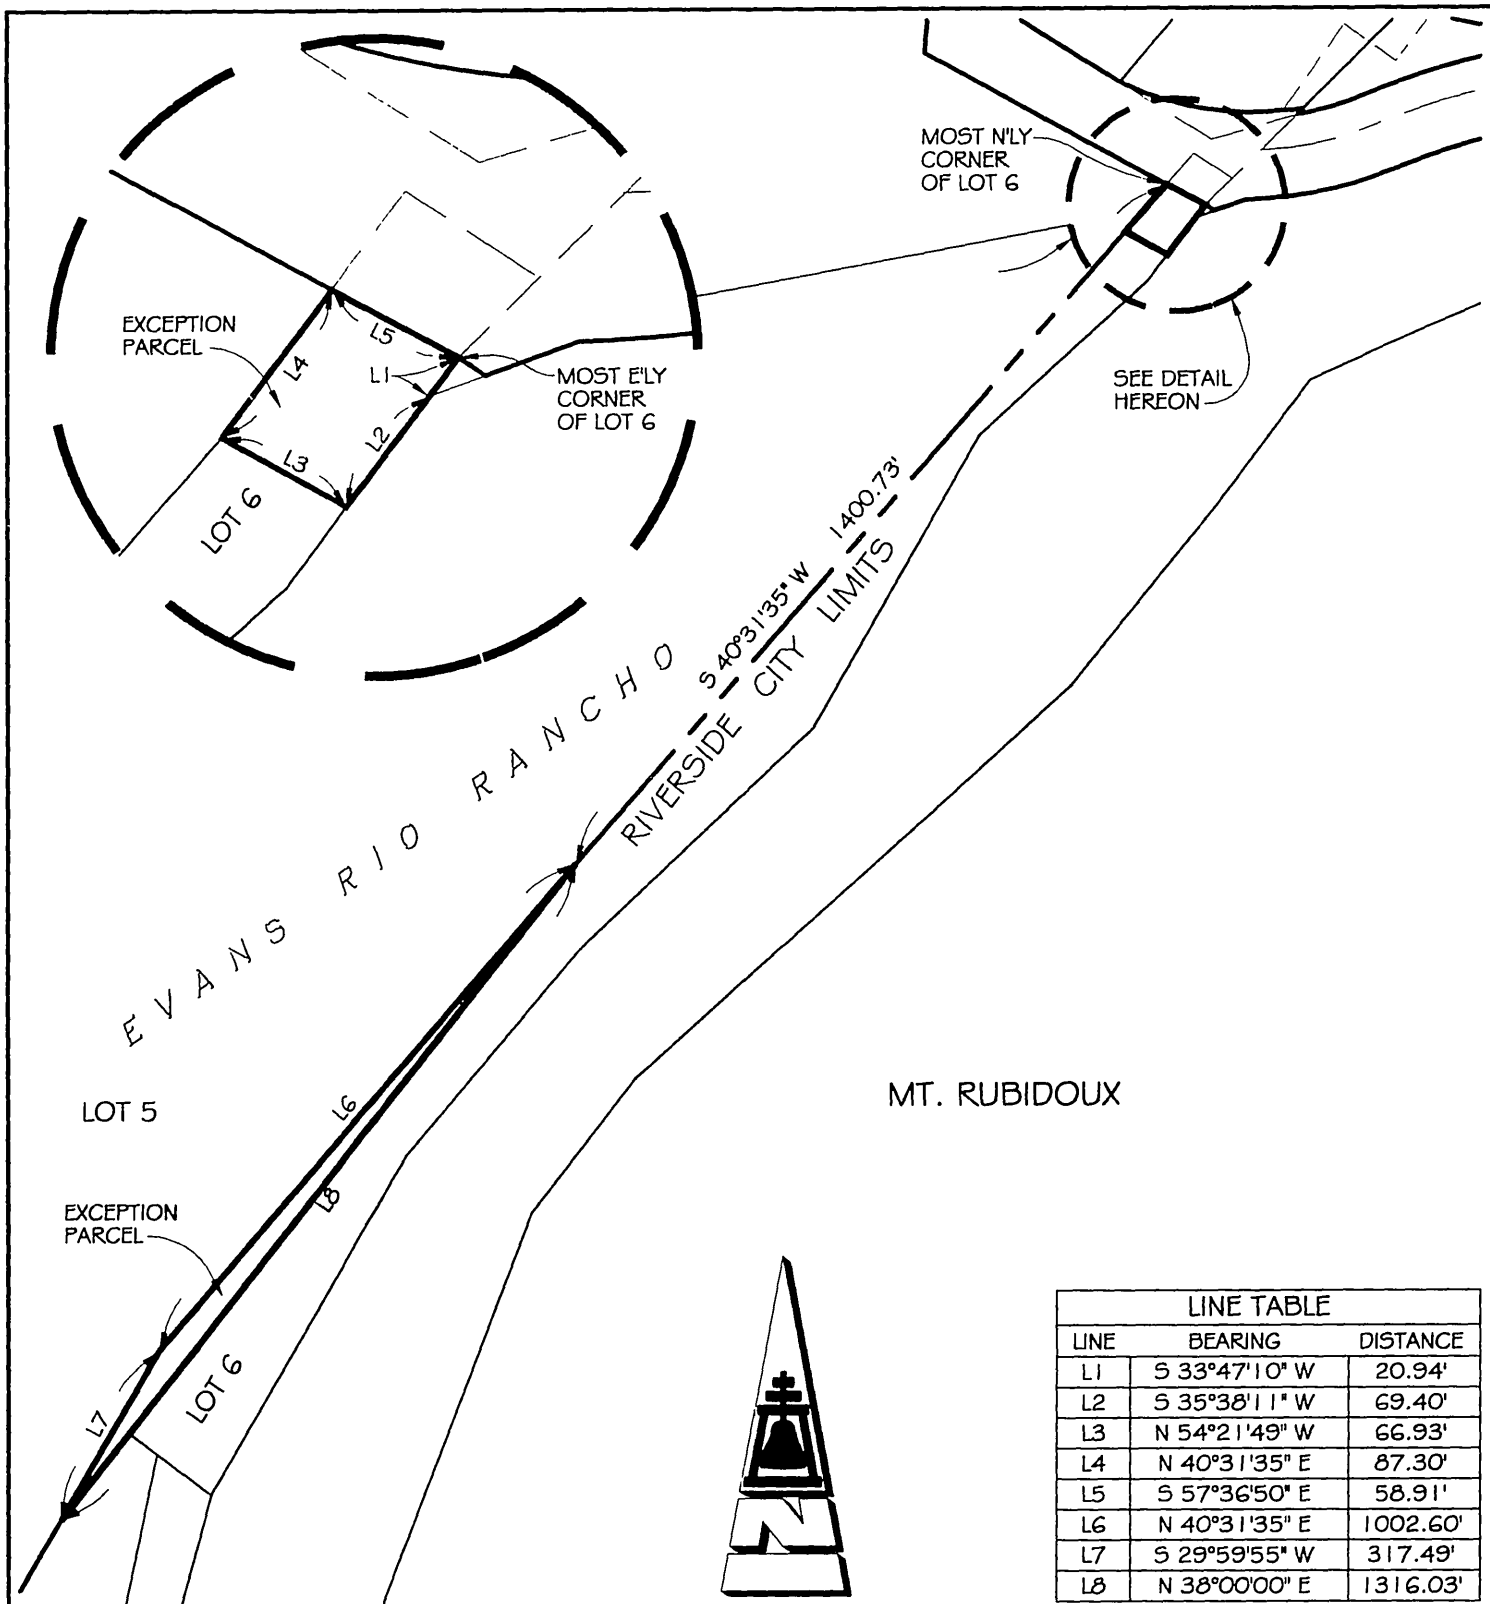 MOST N'LY
CORNER
OF LOT 6
EXCEPTION
PARCEL
L5
L4
L1
MOST E'LY
CORNER
OF LOT 6
L2
L3
LOT 6
SEE DETAIL
HEREON
S 40°31'35" W 1400.73'
RIVERSIDE CITY LIMITS
EVANS RIO RANCHO
LOT 5
L6
L8
MT. RUBIDOUX
EXCEPTION
PARCEL
L7
LOT 6
N
LINE TABLE
LINE BEARING DISTANCE
L1 S 33°47'10" W 20.94'
L2 S 35°38'11" W 69.40'
L3 N 54°21'49" W 66.93'
L4 N 40°31'35" E 87.30'
L5 S 57°36'50" E 58.91'
L6 N 40°31'35" E 1002.60'
L7 S 29°59'55" W 317.49'
L8 N 38°00'00" E 1316.03'